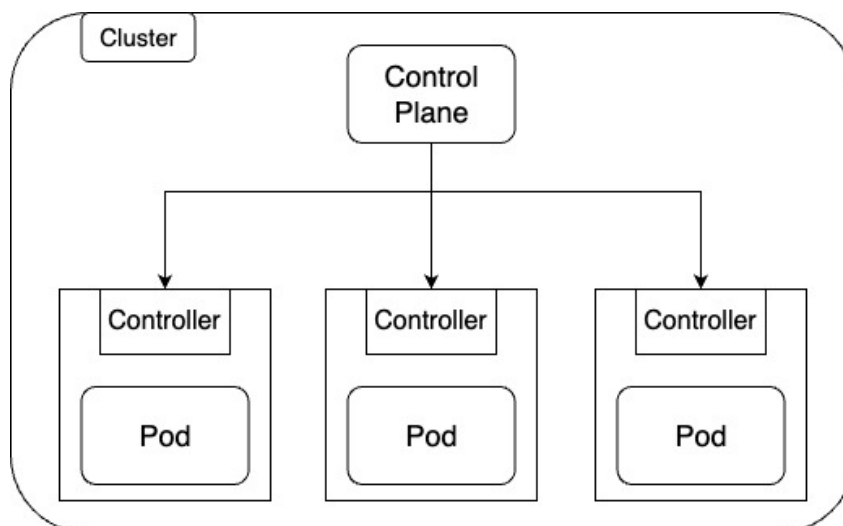 Cluster
Control
Plane
Controller
Controller
Controller
Pod
Pod
Pod